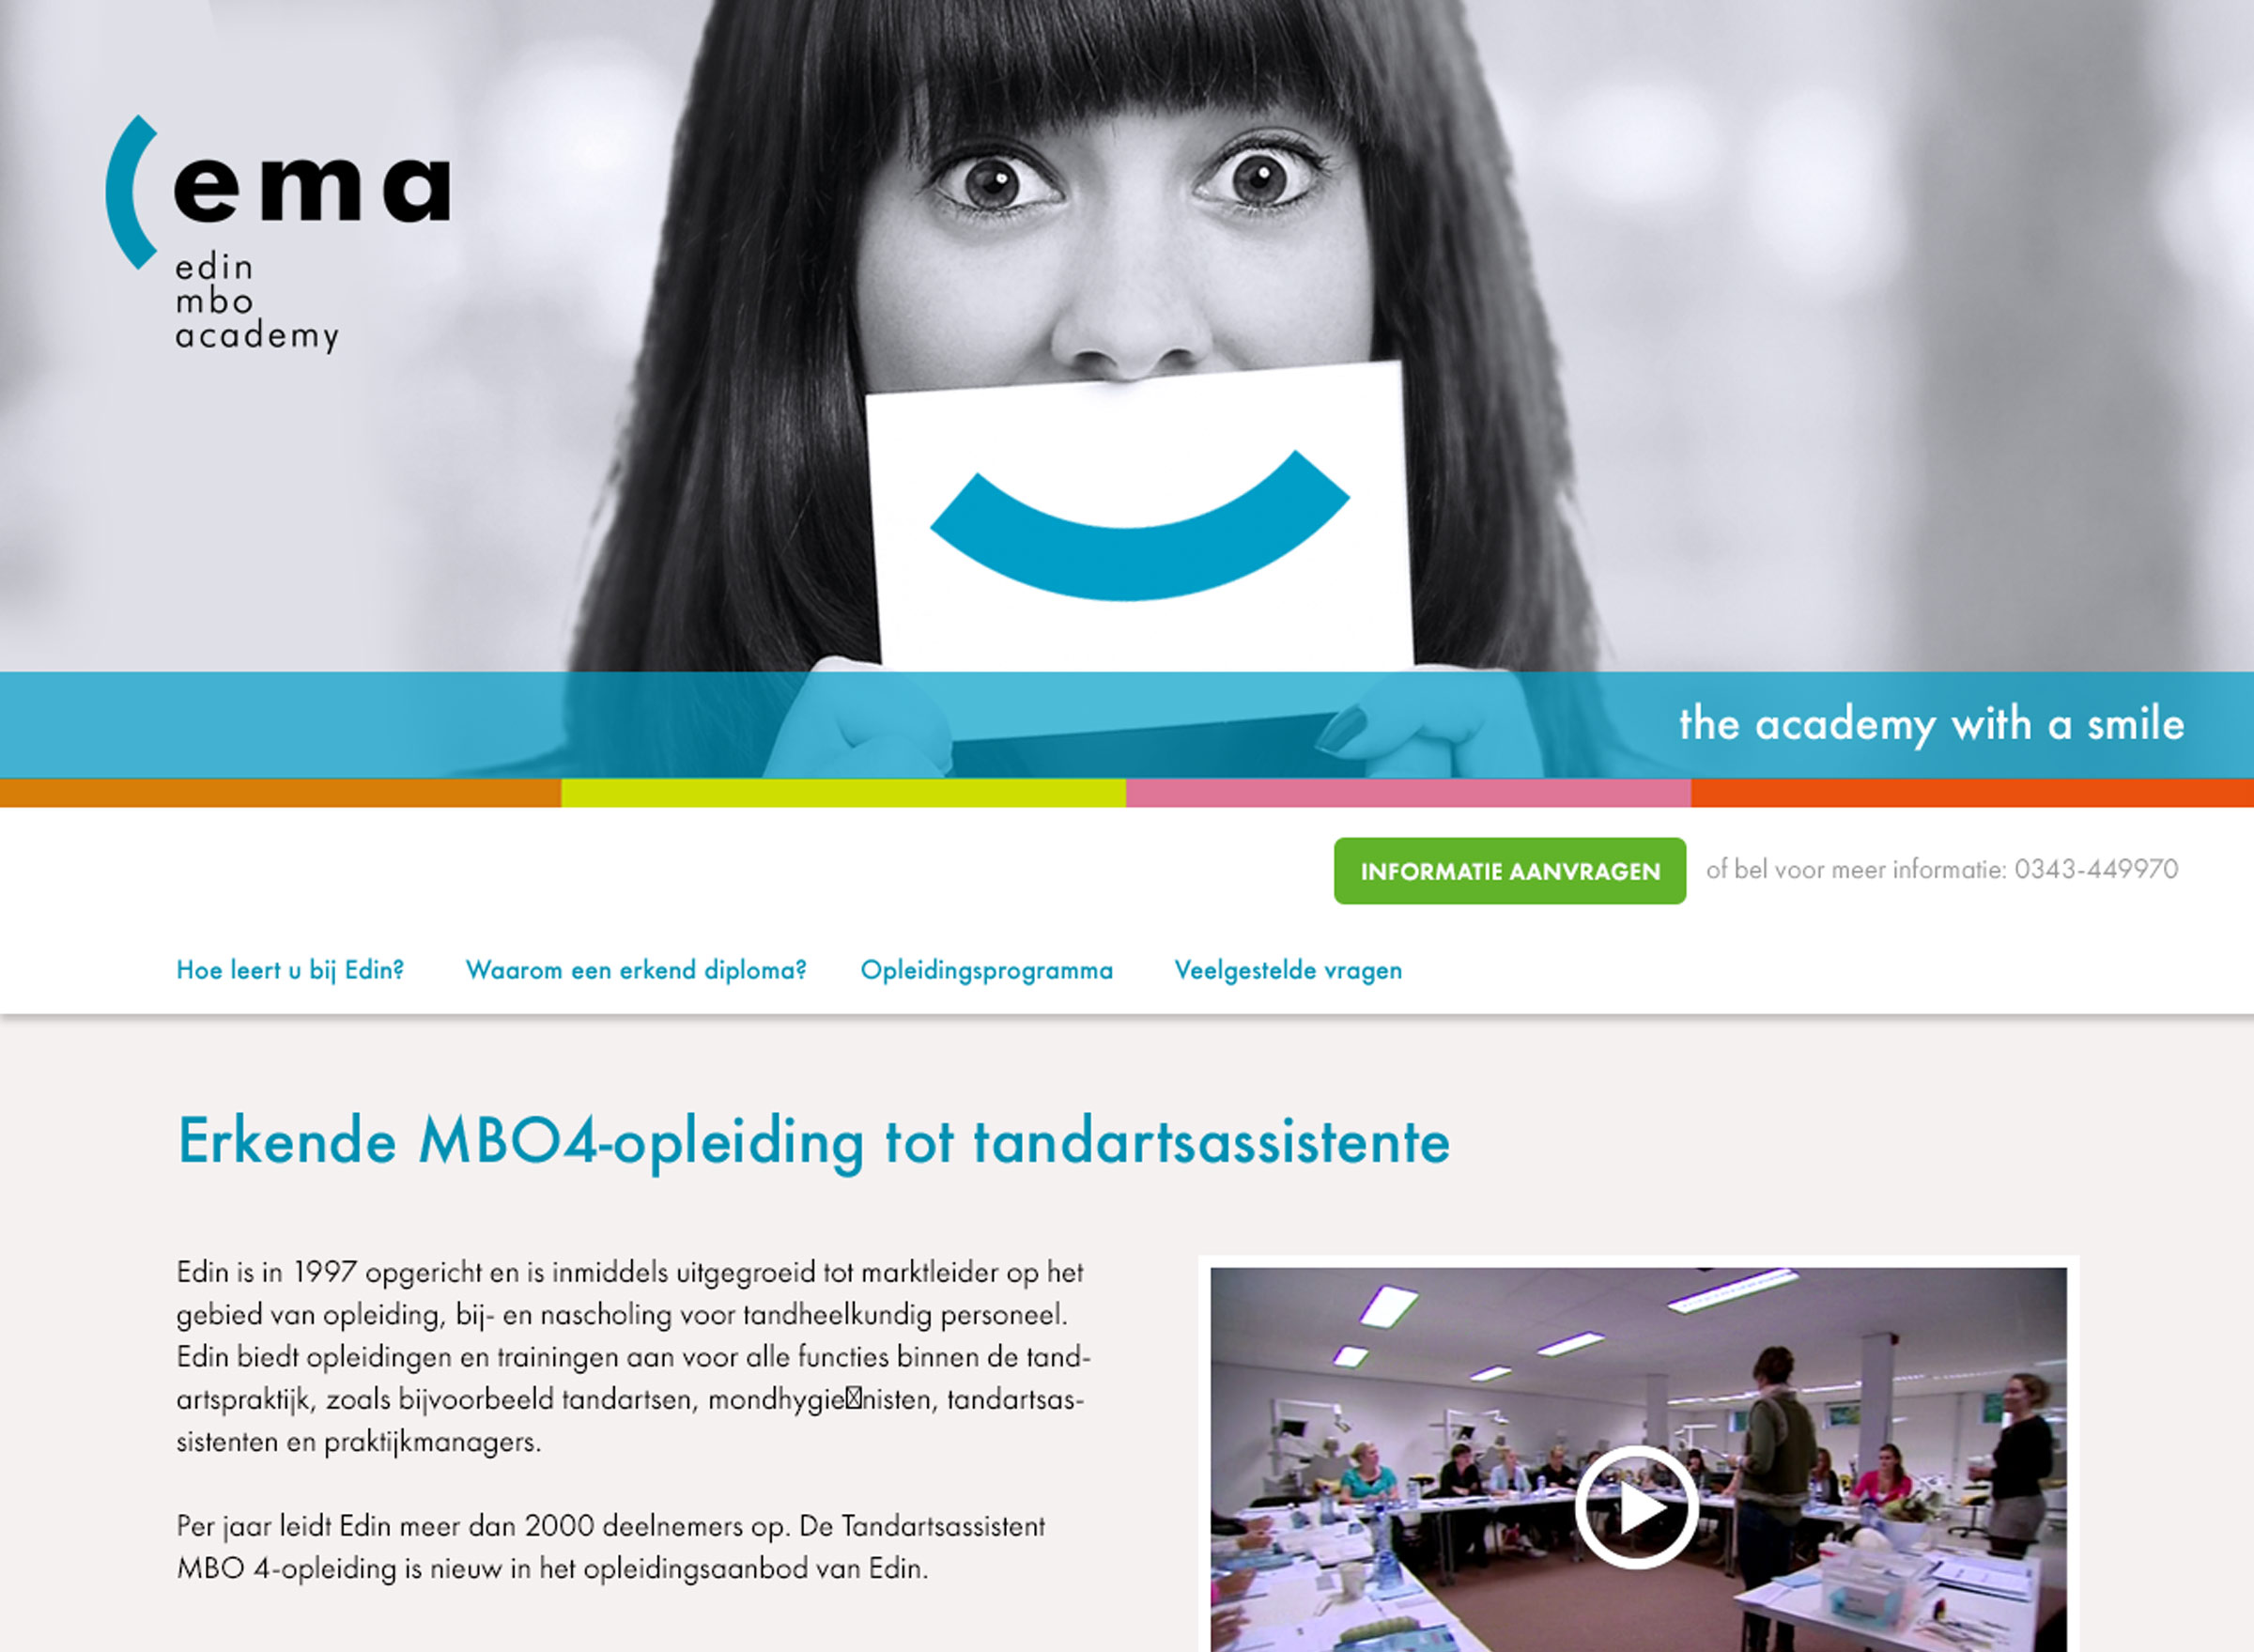 ema
edin
mbo
academy
the academy with a smile
INFORMATIE AANVRAGEN of bel voor meer informatie: 0343-449970
Hoe leert u bij Edin? Waarom een erkend diploma? Opleidingsprogramma Veelgestelde vragen
Erkende MBO4-opleiding tot tandartsassistente
Edin is in 1997 opgericht en is inmiddels uitgegroeid tot marktleider op het
gebied van opleiding, bij- en nascholing voor tandheelkundig personeel.
Edin biedt opleidingen en trainingen aan voor alle functies binnen de tand-
artspraktijk, zoals bijvoorbeeld tandartsen, mondhygie☒nisten, tandartsas-
sistenten en praktijkmanagers.
Per jaar leidt Edin meer dan 2000 deelnemers op. De Tandartsassistent
MBO 4-opleiding is nieuw in het opleidingsaanbod van Edin.